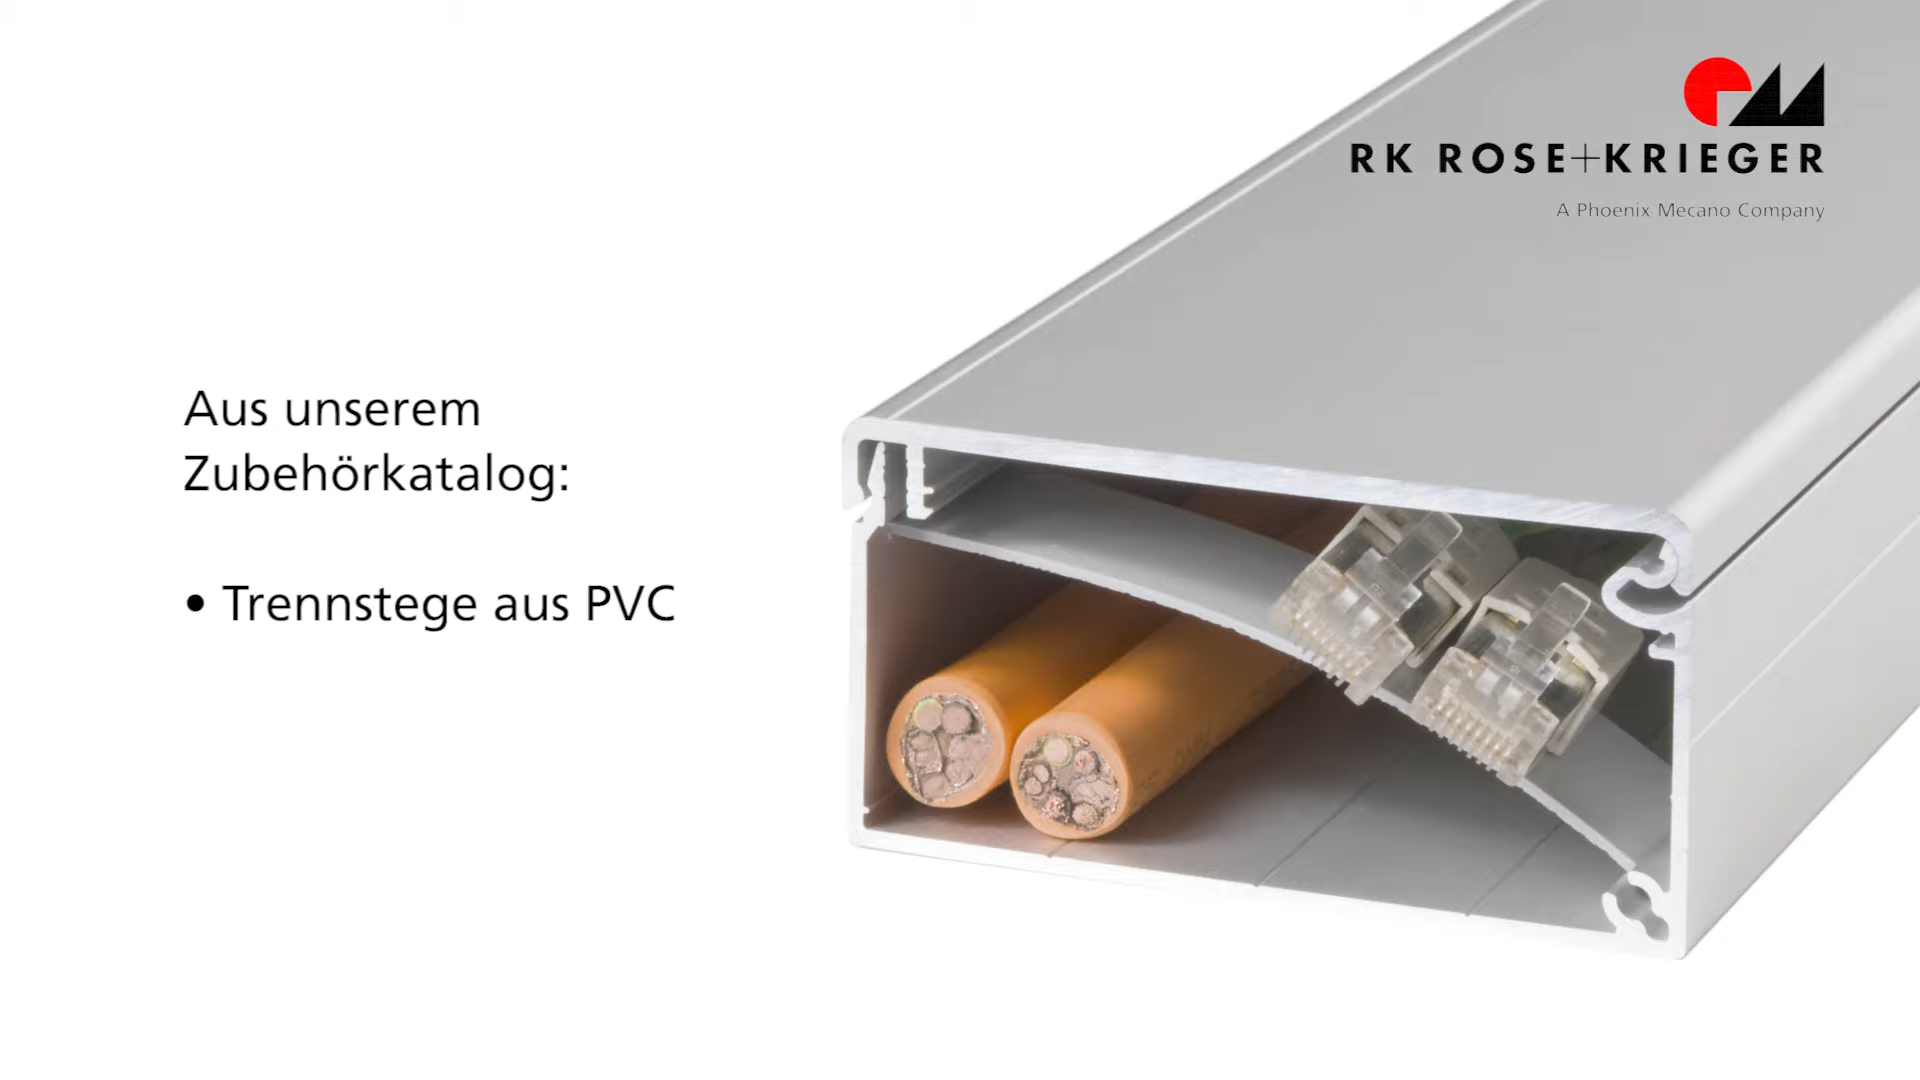 RK ROSE+KRIEGER
A Phoenix Mecano Company
Aus unserem
Zubehörkatalog:
• Trennstege aus PVC